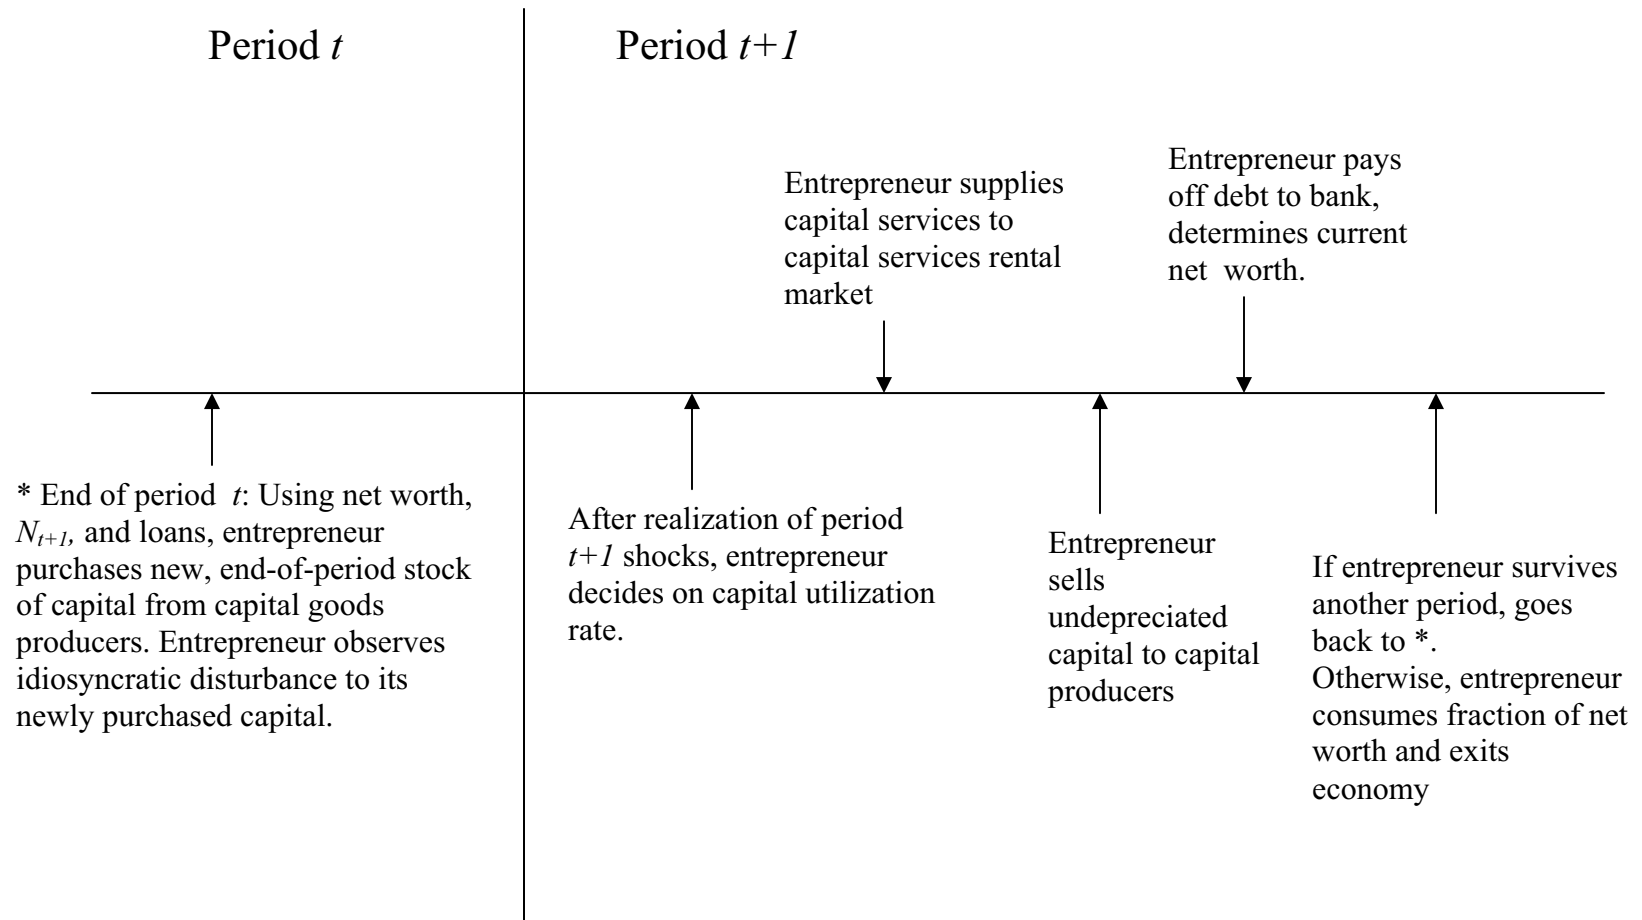 Period t
Period t+1
Entrepreneur supplies
capital services to
capital services rental
market
Entrepreneur pays
off debt to bank,
determines current
net worth.
* End of period t: Using net worth,
Nt+1, and loans, entrepreneur
purchases new, end-of-period stock
of capital from capital goods
producers. Entrepreneur observes
idiosyncratic disturbance to its
newly purchased capital.
After realization of period
t+1 shocks, entrepreneur
decides on capital utilization
rate.
Entrepreneur
sells
undepreciated
capital to capital
producers
If entrepreneur survives
another period, goes
back to *.
Otherwise, entrepreneur
consumes fraction of net
worth and exits
economy